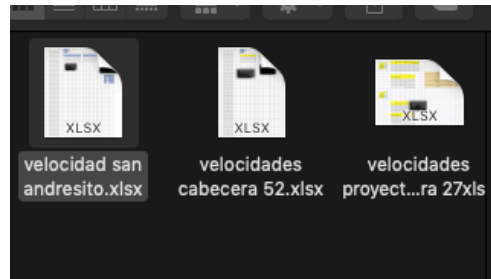 XLSX
XLSX
XLSX
velocidad san
andresito.xlsx
velocidades
cabecera 52.xlsx
velocidades
proyect...ra 27xls